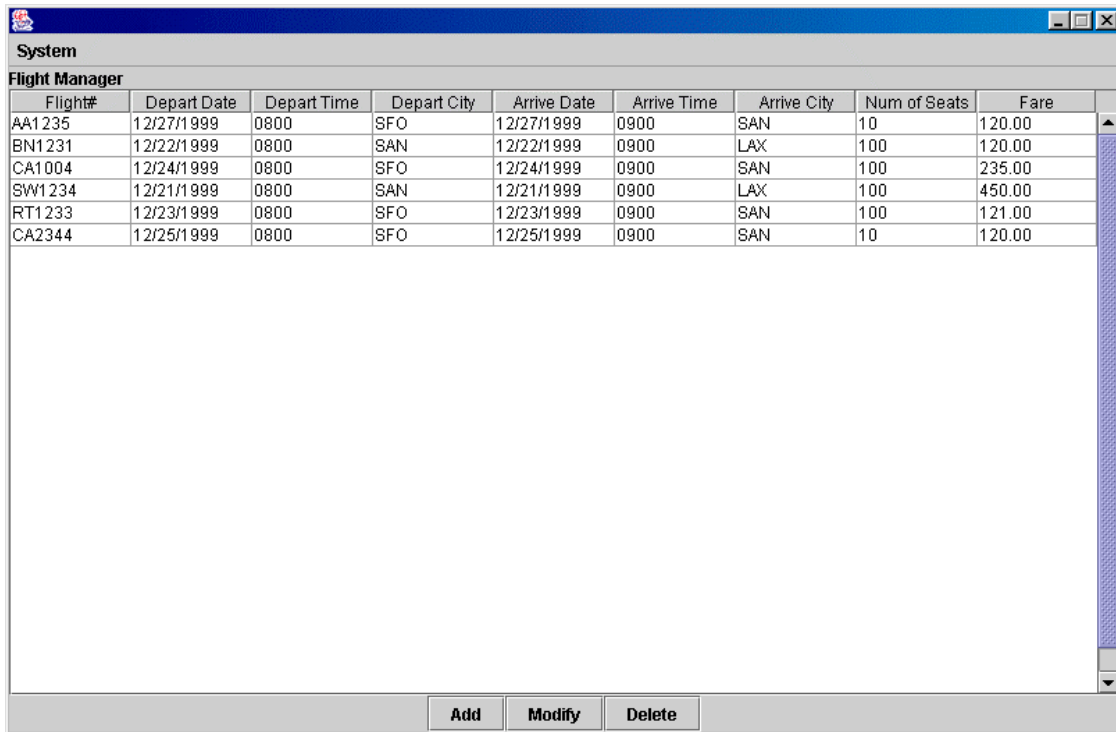 System
Flight Manager
Flight# Depart Date Depart Time Depart City Arrive Date Arrive Time Arrive City Num of Seats Fare
AA1235 12/27/1999 0800 SFO 12/27/1999 0900 SAN 10 120.00
BN1231 12/22/1999 0800 SAN 12/22/1999 0900 LAX 100 120.00
CA1004 12/24/1999 0800 SFO 12/24/1999 0900 SAN 100 235.00
SW1234 12/21/1999 0800 SAN 12/21/1999 0900 LAX 100 450.00
RT1233 12/23/1999 0800 SFO 12/23/1999 0900 SAN 100 121.00
CA2344 12/25/1999 0800 SFO 12/25/1999 0900 SAN 10 120.00
Add Modify Delete